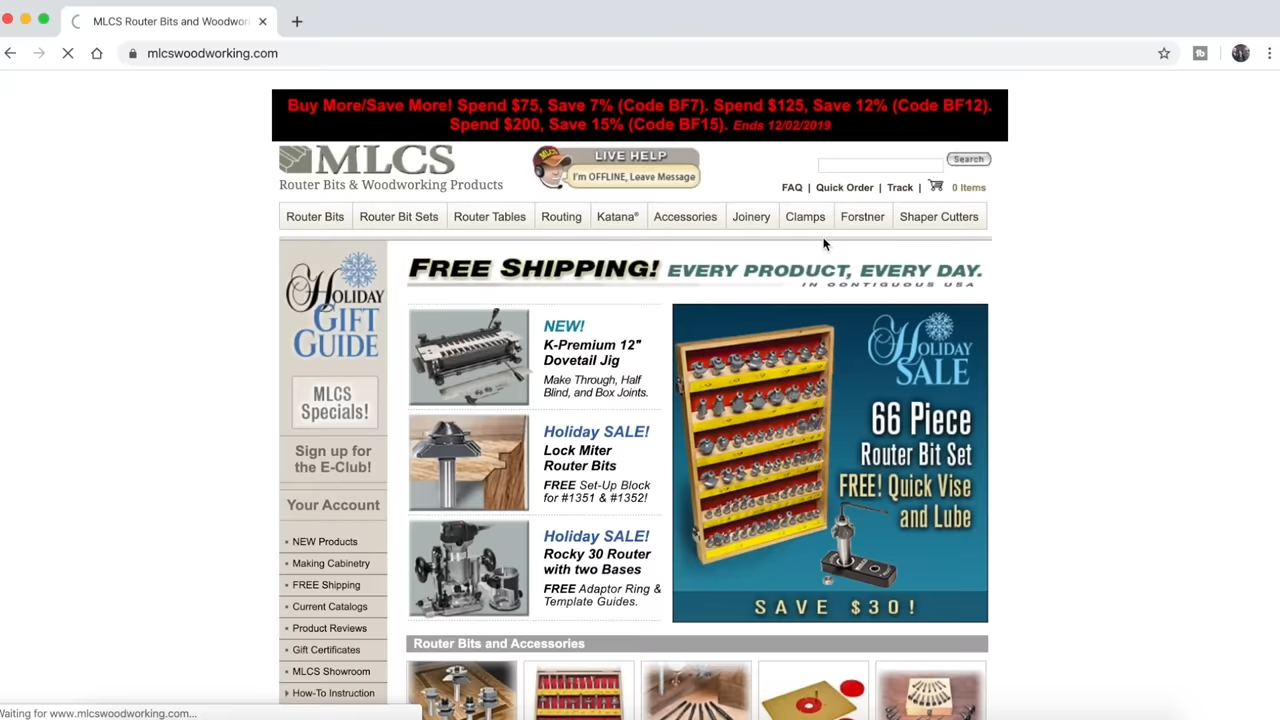 MLCS Router Bits and Woodwor
mlcswoodworking.com
Buy More/Save More! Spend $75, Save 7% (Code BF7). Spend $125, Save 12% (Code BF12).
Spend $200, Save 15% (Code BF15). Ends 12/02/2019
MLCS
Router Bits & Woodworking Products
LIVE HELP
I'm OFFLINE, Leave Message
Search
FAQ | Quick Order | Track | 0 Items
Router Bits Router Bit Sets Router Tables Routing Katana® Accessories Joinery Clamps Forstner Shaper Cutters
HOLIDAY
GIFT
GUIDE
MLCS
Specials!
Sign up for
the E-Club!
Your Account
NEW Products
Making Cabinetry
FREE Shipping
Current Catalogs
Product Reviews
Gift Certificates
MLCS Showroom
How-To Instruction
FREE SHIPPING! EVERY PRODUCT, EVERY DAY.
IN CONTIGUOUS USA
NEW!
K-Premium 12"
Dovetail Jig
Make Through, Half
Blind, and Box Joints.
Holiday SALE!
Lock Miter
Router Bits
FREE Set-Up Block
for #1351 & #1352!
Holiday SALE!
Rocky 30 Router
with two Bases
FREE Adaptor Ring &
Template Guides.
HOLIDAY
SALE
66 Piece
Router Bit Set
FREE! Quick Vise
and Lube
SAVE $30!
Router Bits and Accessories
Waiting for www.mlcswoodworking.com...